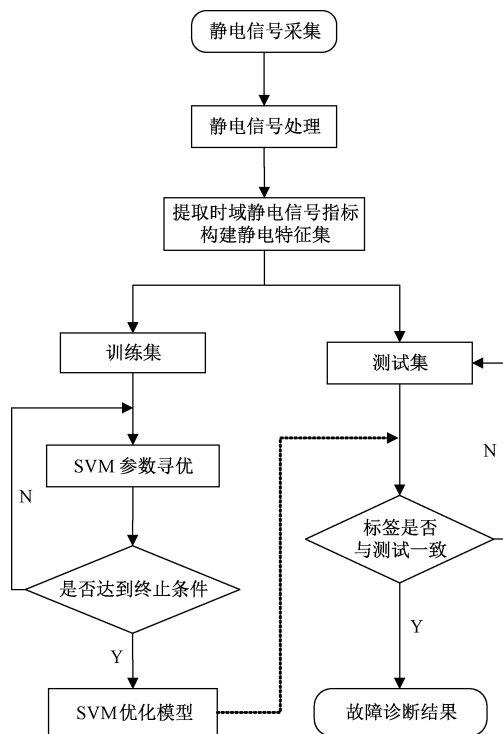 静电信号采集
静电信号处理
提取时域静电信号指标
构建静电特征集
训练集
测试集
SVM 参数寻优
N
N
标签是否
与测试一致
是否达到终止条件
Y
Y
SVM优化模型
故障诊断结果